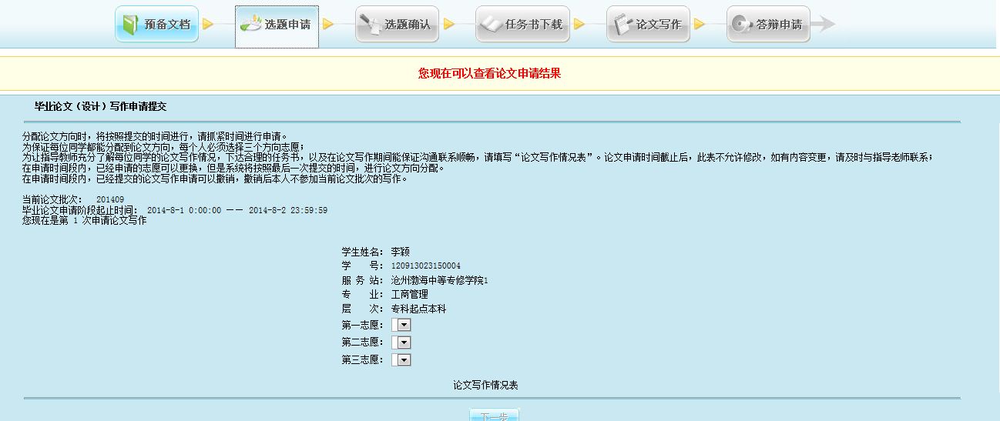 预备文档 选题申请 选题确认 任务书下载 论文写作 答辩申请
您现在可以查看论文申请结果
毕业论文（设计）写作申请提交
分配论文方向时，将按照提交的时间进行，请抓紧时间进行申请。
为保证每位同学都能分配到论文方向，每个人必须选择三个方向志愿；
为让指导教师充分了解每位同学的论文写作情况，下达合理的任务书，以及在论文写作期间能保证沟通联系顺畅，请填写“论文写作情况表”。论文申请时间截止后，此表不允许修改，如有内容变更，请及时与指导老师联系；
在申请时间段内，已经申请的志愿可以更换，但是系统将按照最后一次提交的时间，进行论文方向分配。
在申请时间段内，已经提交的论文写作申请可以撤销，撤销后本人不参加当前论文批次的写作。
当前论文批次： 201409
毕业论文申请阶段起止时间： 2014-8-1 0:00:00 —— 2014-8-2 23:59:59
您现在是第 1 次申请论文写作
学生姓名： 李颖
学 号： 120913023150004
服 务 站： 沧州渤海中等专修学院1
专 业： 工商管理
层 次： 专科起点本科
第一志愿：
第二志愿：
第三志愿：
论文写作情况表
下一步